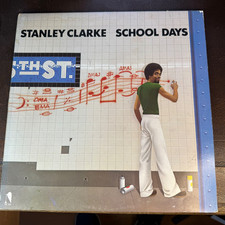 STANLEY CLARKE SCHOOL DAYS
5TH ST.